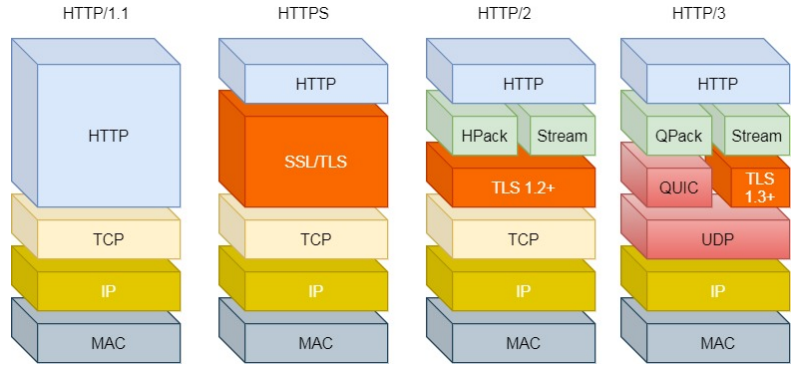 HTTP/1.1
HTTPS
HTTP/2
HTTP/3
HTTP
HTTP
HTTP
HTTP
SSL/TLS
HPack
Stream
QPack
Stream
TLS 1.2+
QUIC
TLS
1.3+
TCP
TCP
TCP
UDP
IP
IP
IP
IP
MAC
MAC
MAC
MAC